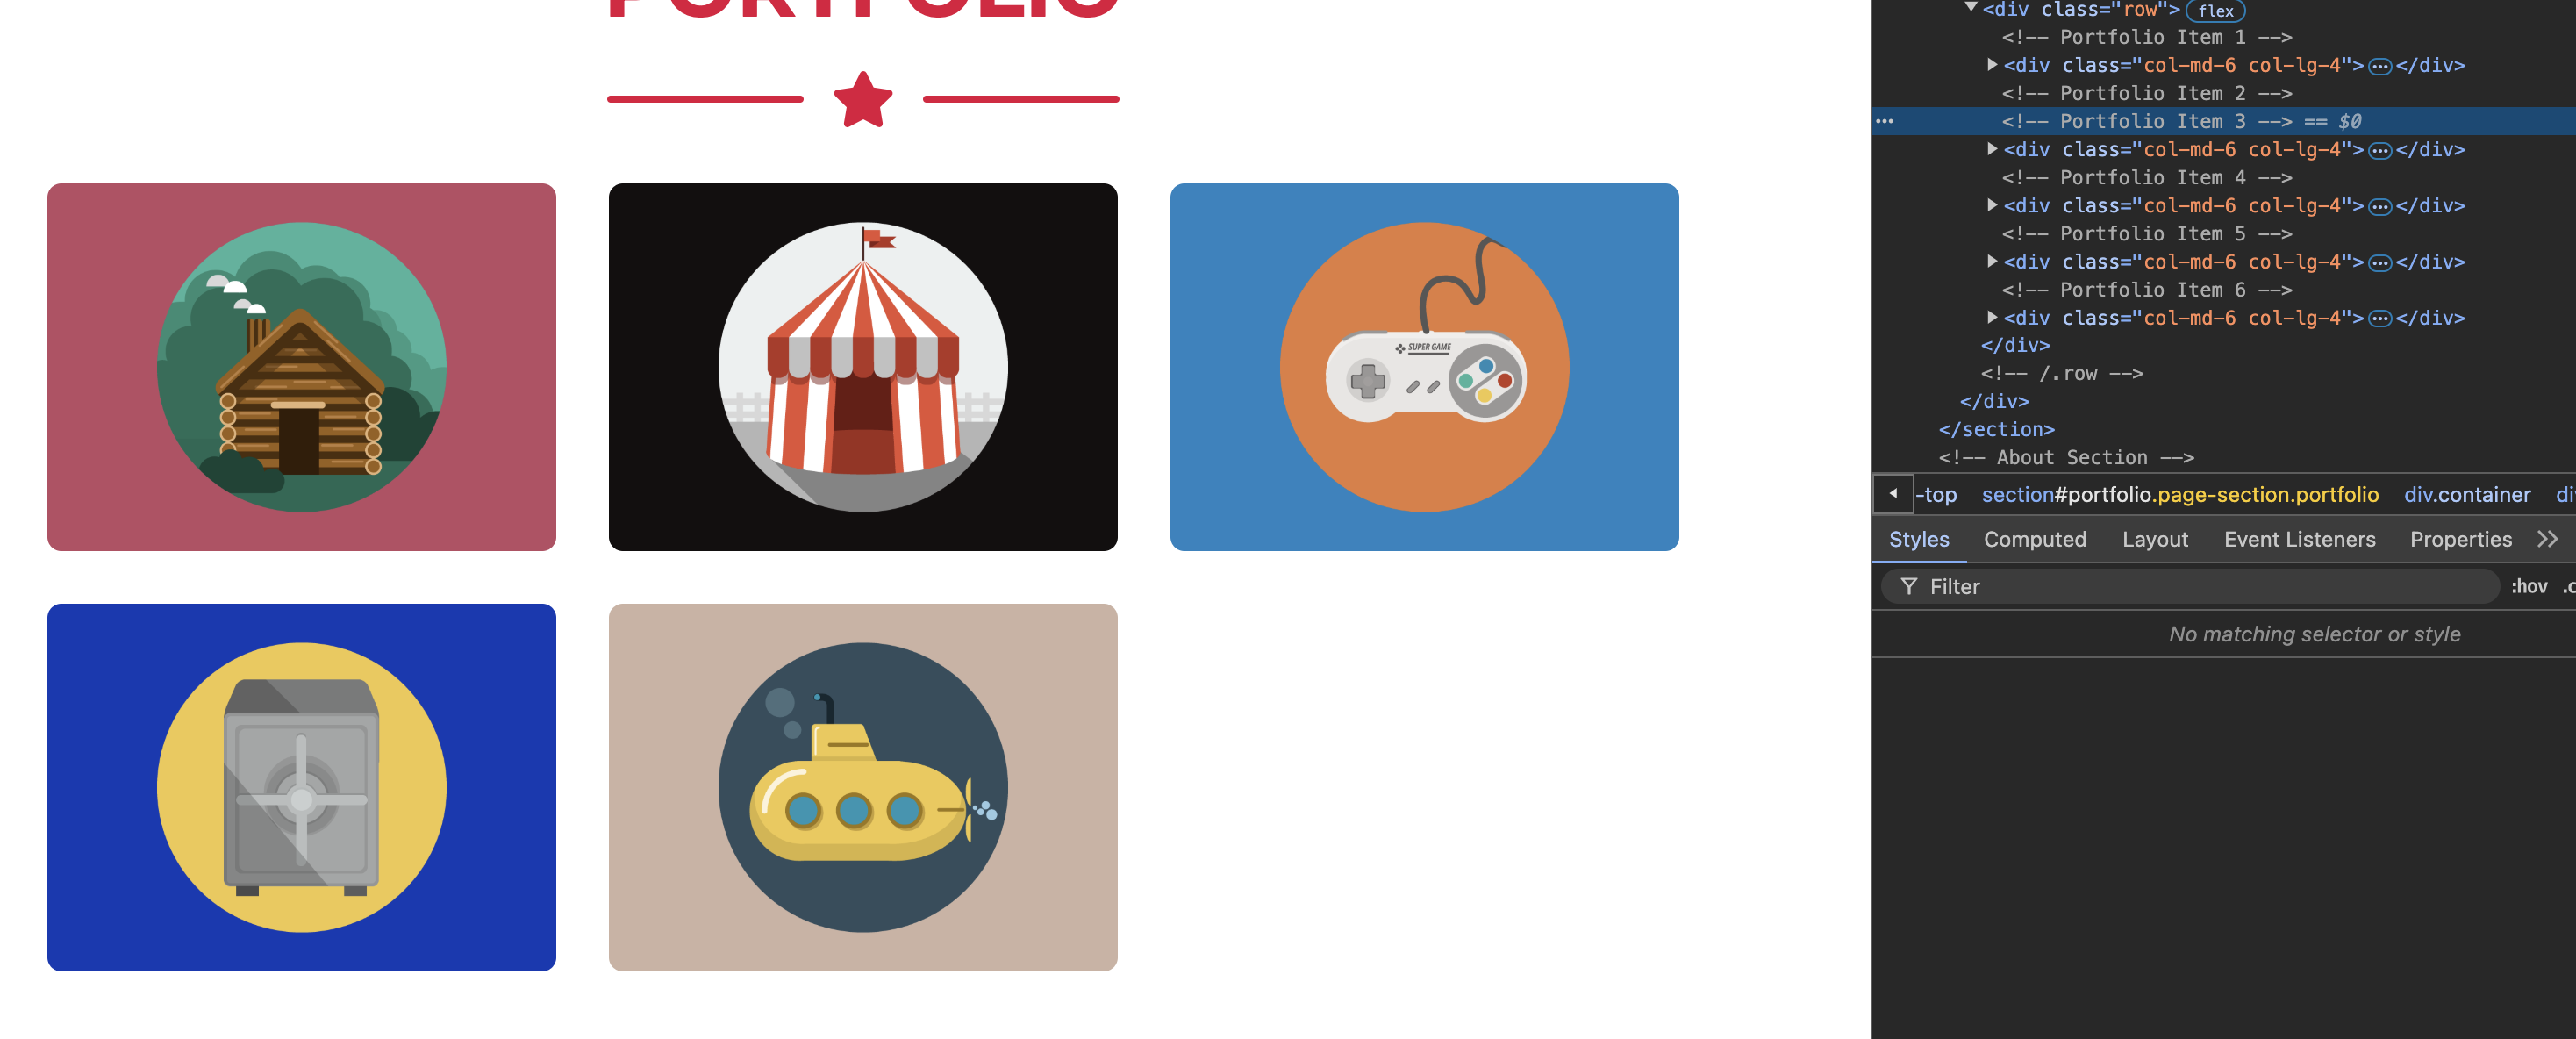 PORTFOLIO
SUPER GAME
▼<div class="row"> flex
<!-- Portfolio Item 1 -->
▶<div class="col-md-6 col-lg-4">…</div>
<!-- Portfolio Item 2 -->
<!-- Portfolio Item 3 --> == $0
▶<div class="col-md-6 col-lg-4">…</div>
<!-- Portfolio Item 4 -->
▶<div class="col-md-6 col-lg-4">…</div>
<!-- Portfolio Item 5 -->
▶<div class="col-md-6 col-lg-4">…</div>
<!-- Portfolio Item 6 -->
▶<div class="col-md-6 col-lg-4">…</div>
</div>
<!-- /.row -->
</div>
</section>
<!-- About Section -->
-top section#portfolio.page-section.portfolio div.container di
Styles Computed Layout Event Listeners Properties
Filter :hov .c
No matching selector or style